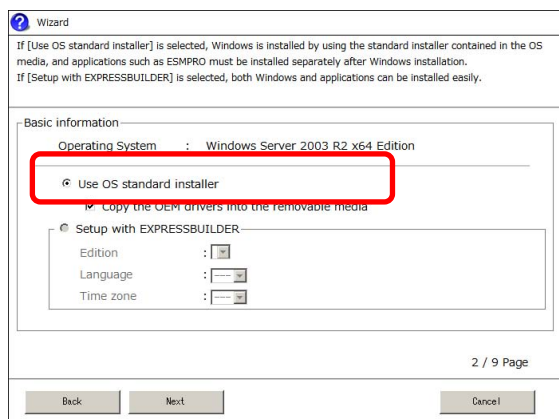 Wizard
If [Use OS standard installer] is selected, Windows is installed by using the standard installer contained in the OS
media, and applications such as ESMPRO must be installed separately after Windows installation.
If [Setup with EXPRESSBUILDER] is selected, both Windows and applications can be installed easily.
Basic information
Operating System : Windows Server 2003 R2 x64 Edition
Use OS standard installer
Copy the OEM drivers into the removable media
Setup with EXPRESSBUILDER
Edition :
Language : ---
Time zone : ---
2 / 9 Page
Back Next Cancel